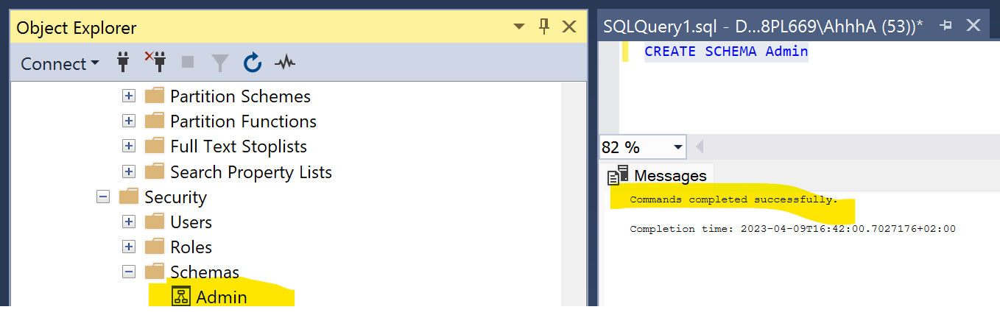 Object Explorer
Connect
Partition Schemes
Partition Functions
Full Text Stoplists
Search Property Lists
Security
Users
Roles
Schemas
Admin
SQLQuery1.sql - D...8PL669\AhhhA (53))*
CREATE SCHEMA Admin
82 %
Messages
Commands completed successfully.
Completion time: 2023-04-09T16:42:00.7027176+02:00